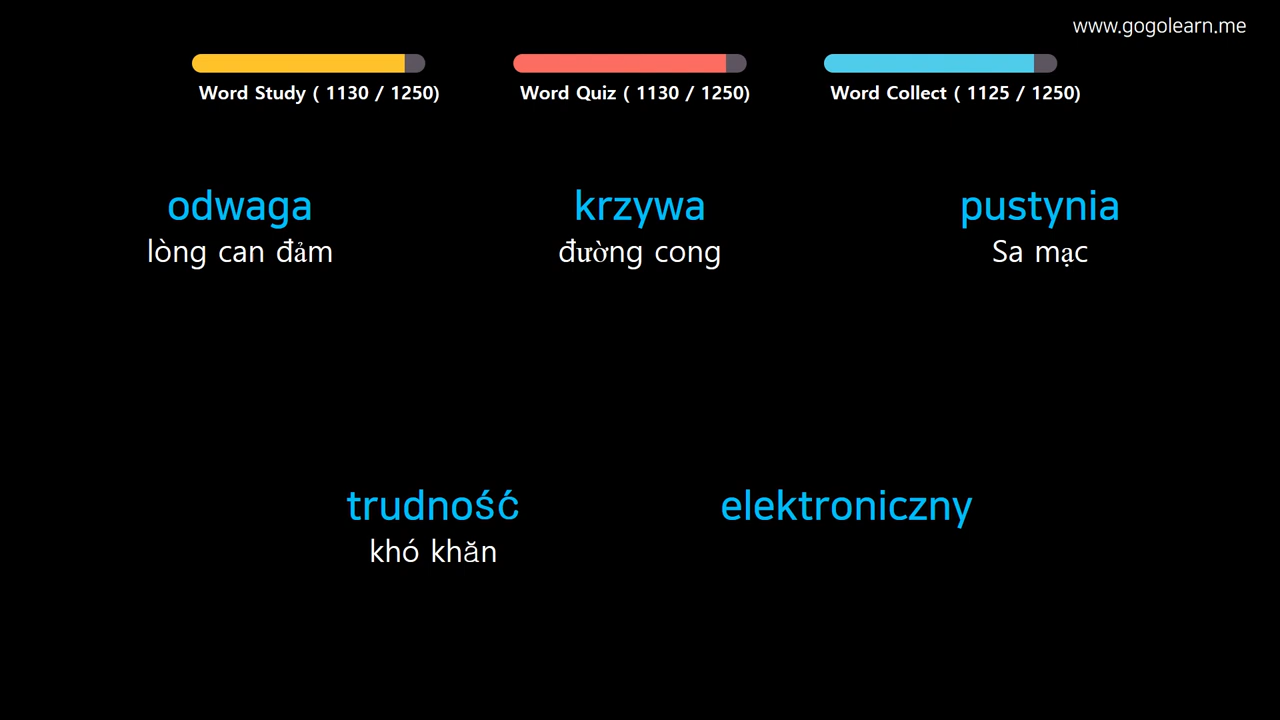 www.gogolearn.me
Word Study ( 1130 / 1250)
Word Quiz ( 1130 / 1250)
Word Collect ( 1125 / 1250)
odwaga
lòng can đảm
krzywa
đường cong
pustynia
Sa mạc
trudność
khó khăn
elektroniczny